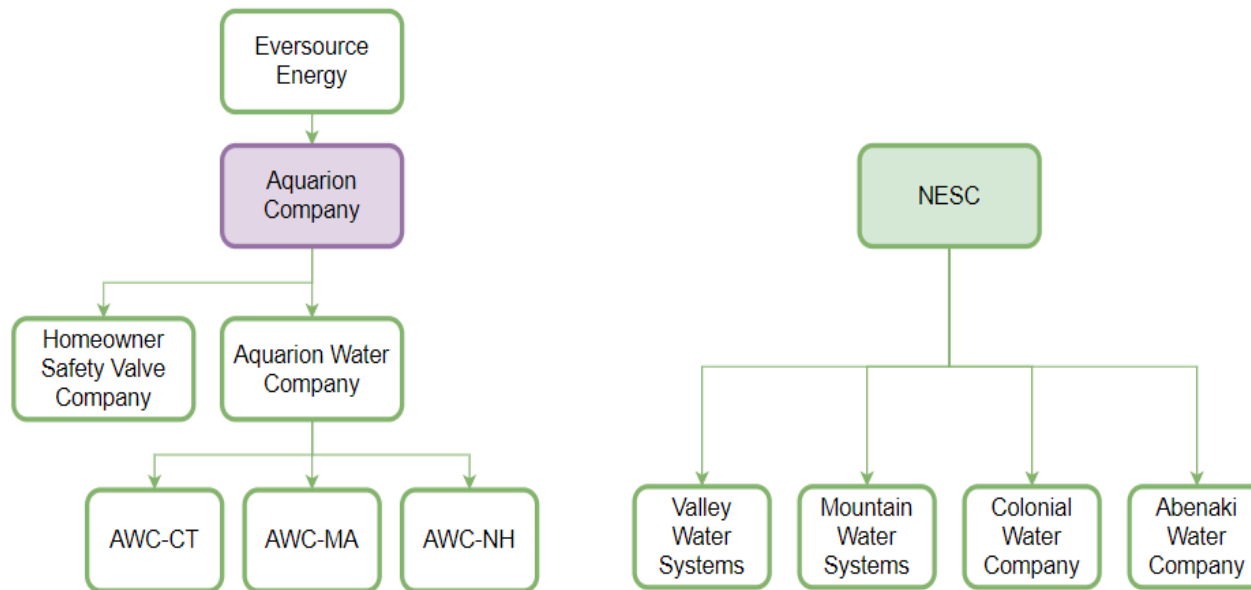 Eversource
Energy
Aquarion
Company
NESC
Homeowner
Safety Valve
Company
Aquarion Water
Company
AWC-CT
AWC-MA
AWC-NH
Valley
Water
Systems
Mountain
Water
Systems
Colonial
Water
Company
Abenaki
Water
Company